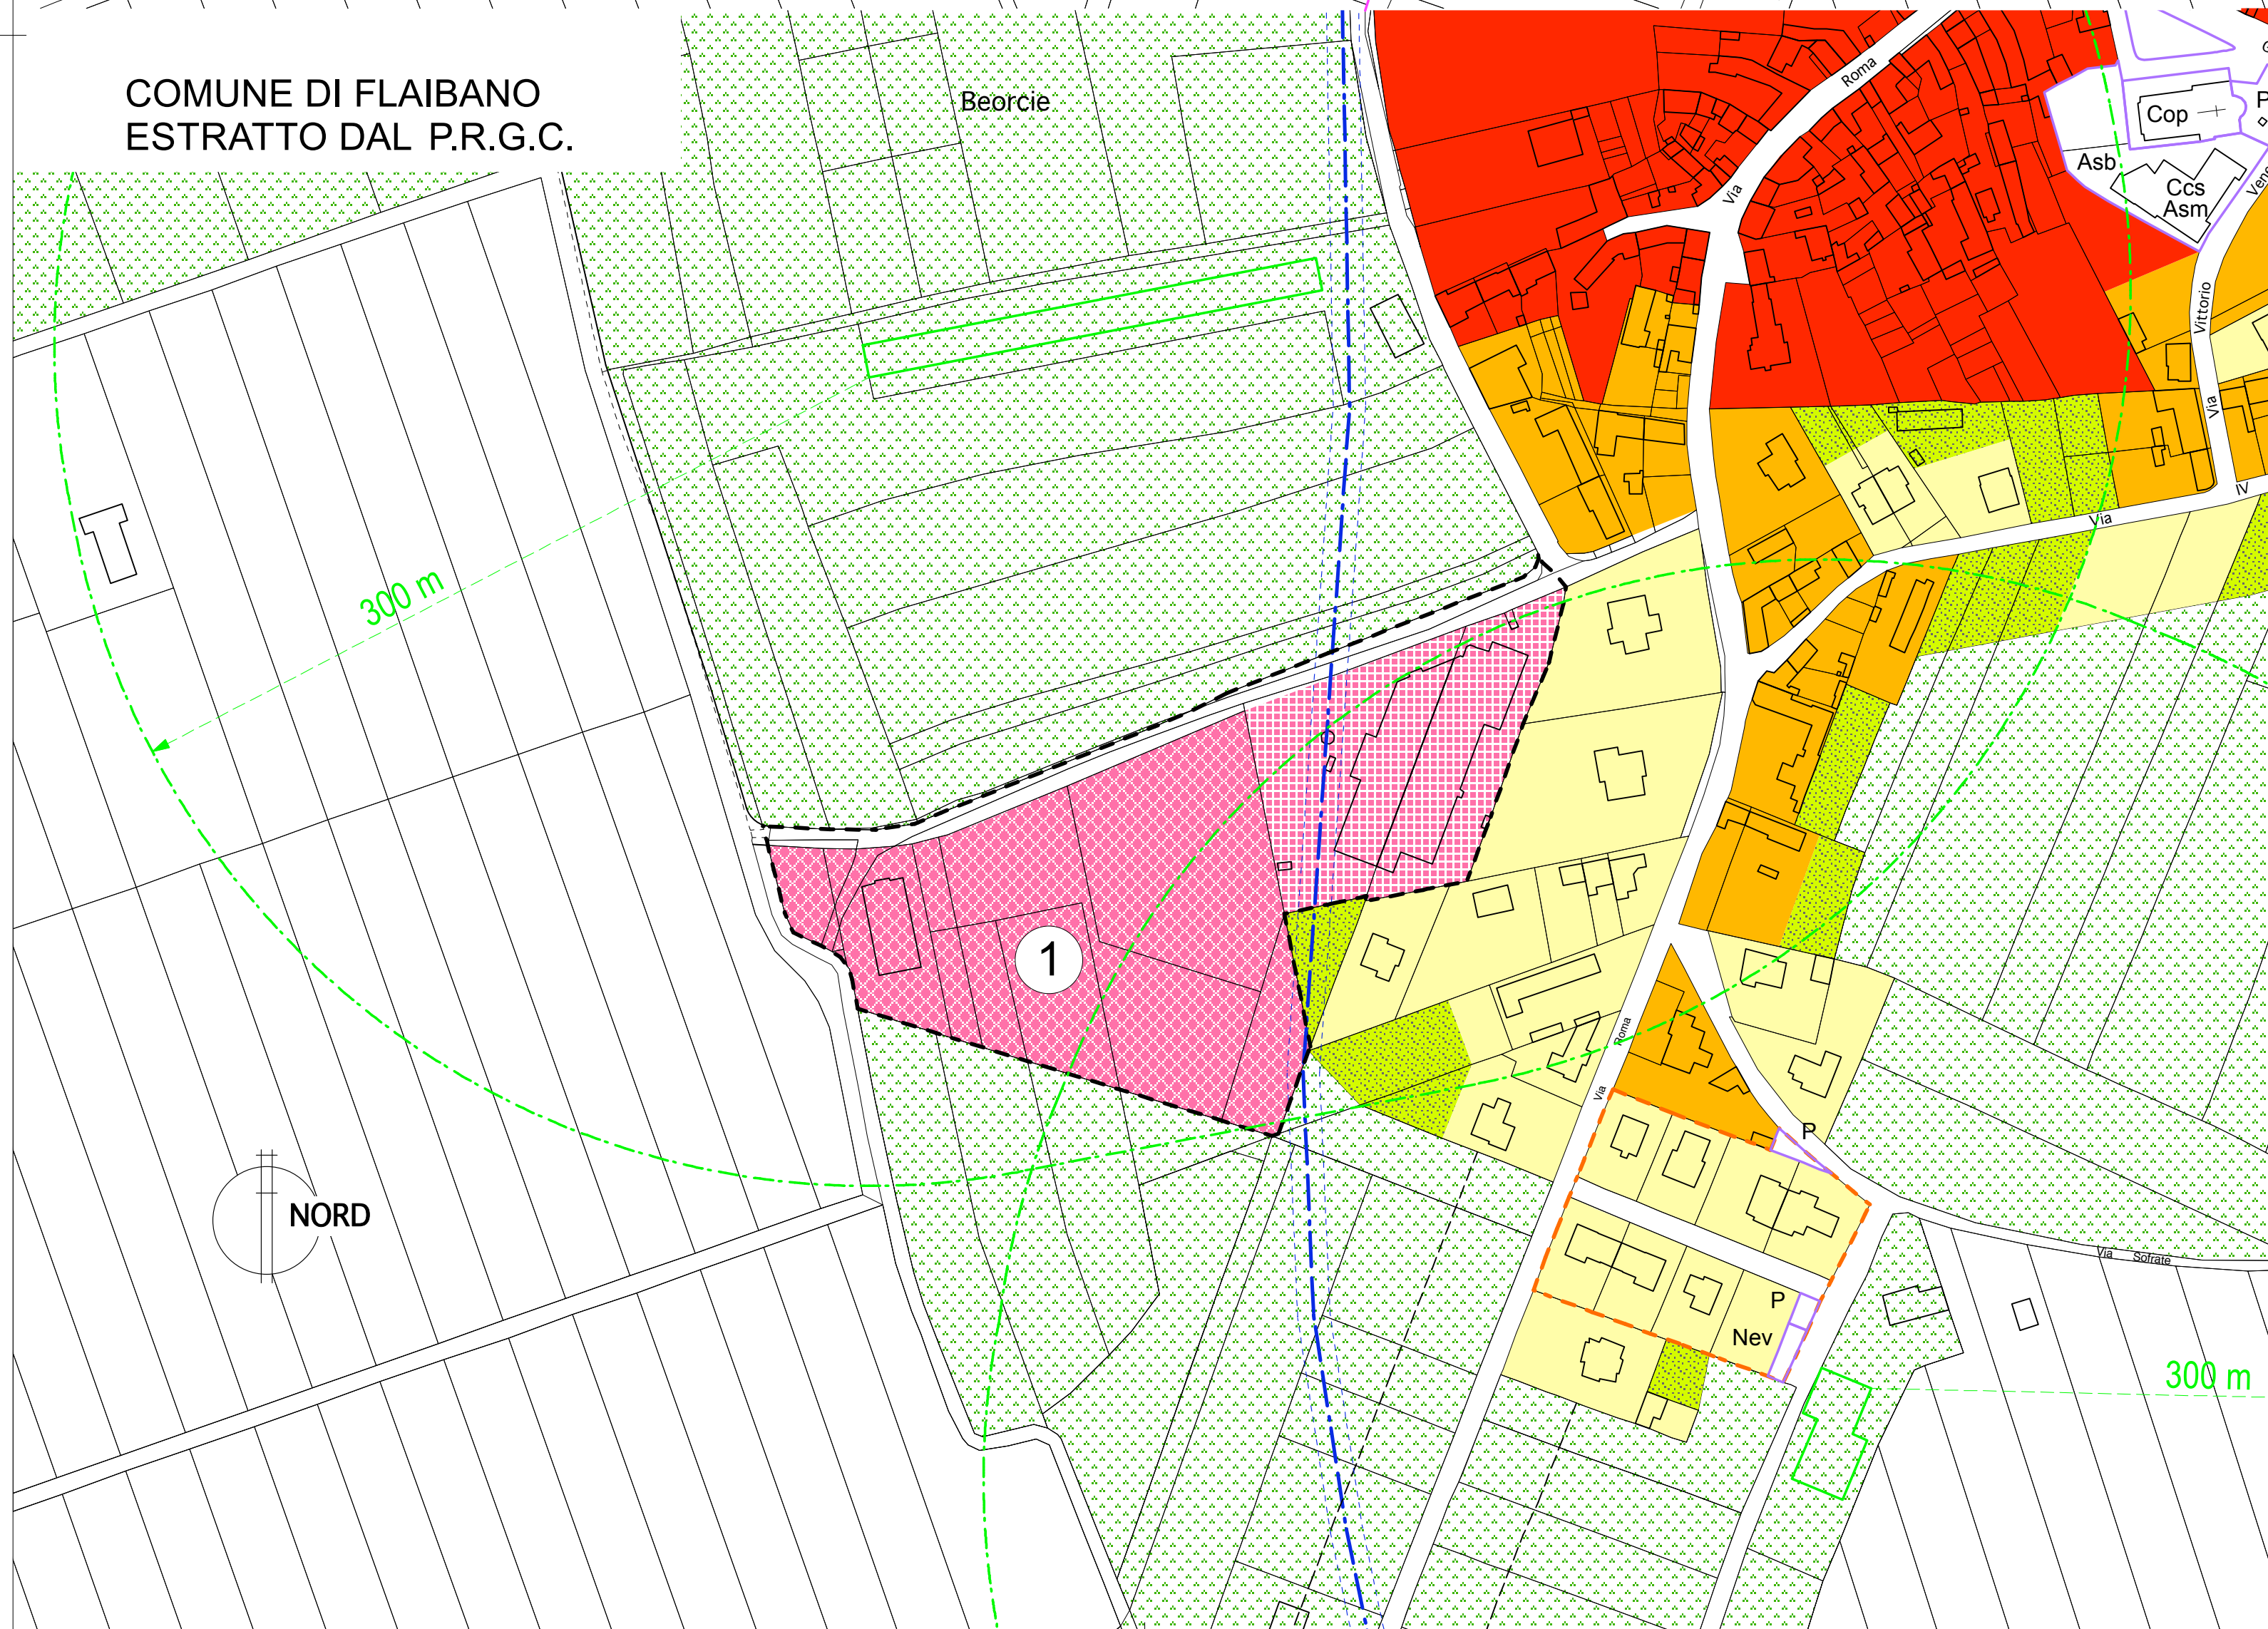 COMUNE DI FLAIBANO
ESTRATTO DAL P.R.G.C.
Beorcie
Roma
Via
Cop
P
Asb
Ccs
Asm
Vittorio
Via
IV
Via
300 m
1
Roma
Via
P
NORD
Via Sofrate
P
Nev
300 m